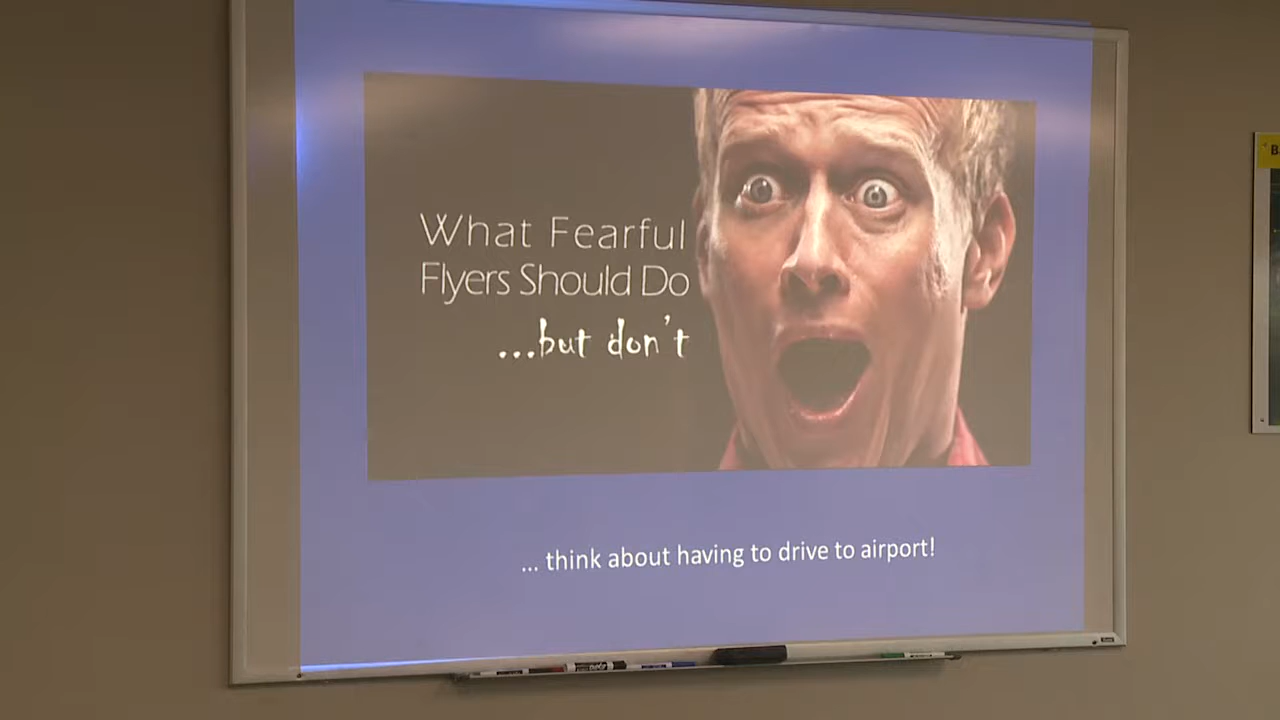 What Fearful
Flyers Should Do
...but don't
... think about having to drive to airport!